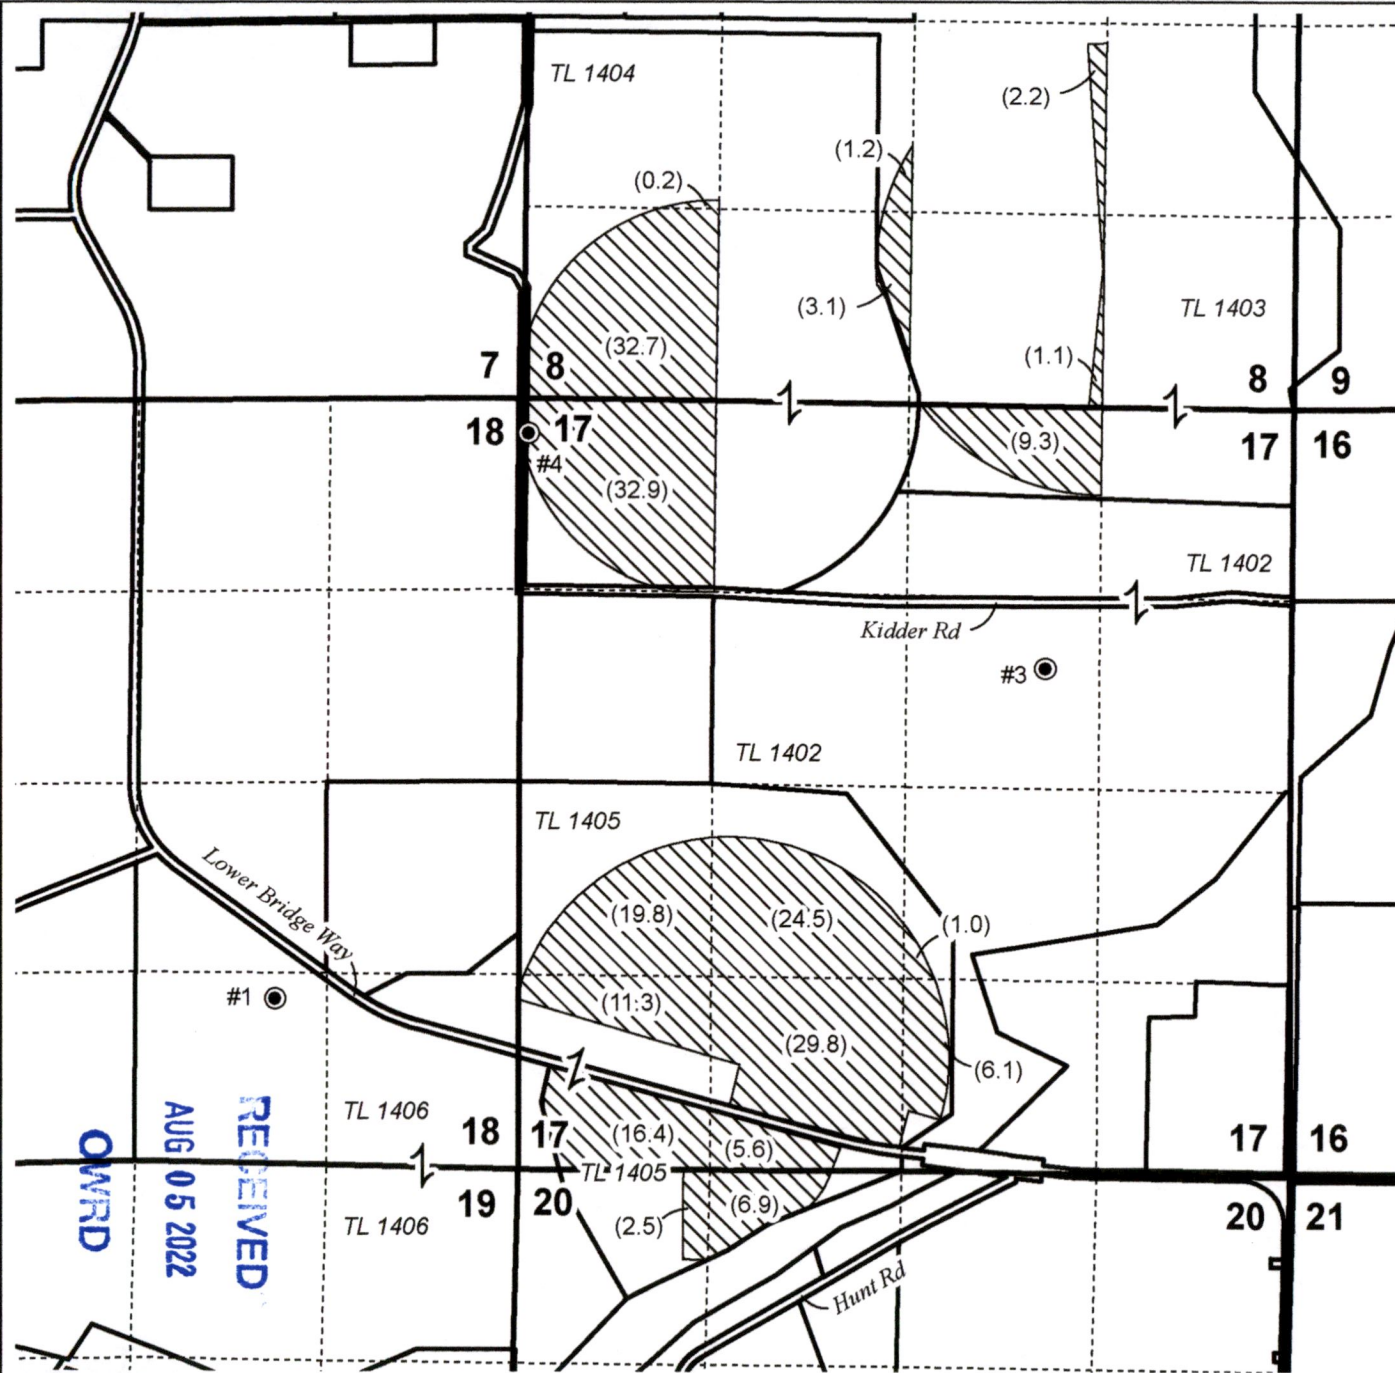 TL 1404
(2.2)
(1.2)
(0.2)
(3.1)
TL 1403
(32.7)
(1.1)
7
8
8
9
18
17
17
16
#4
(9.3)
(32.9)
TL 1402
Kidder Rd
#3
TL 1402
TL 1405
Lower Bridge Way
(19.8)
(24.5)
(1.0)
#1
(11.3)
(29.8)
(6.1)
TL 1406
18
17
(16.4)
(5.6)
17
16
TL 1405
19
20
(6.9)
(2.5)
20
21
TL 1406
Hunt Rd
RECEIVED
AUG 05 2022
OWRD